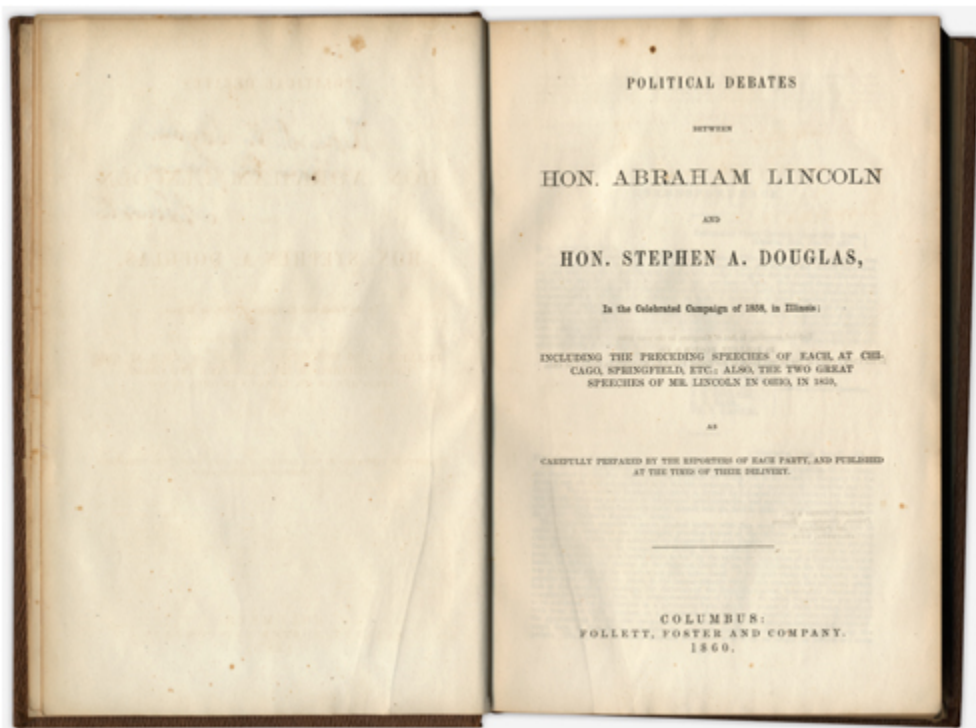 POLITICAL DEBATES
BETWEEN
HON. ABRAHAM LINCOLN
AND
HON. STEPHEN A. DOUGLAS,
In the Celebrated Campaign of 1858, in Illinois;
INCLUDING THE PRECEDING SPEECHES OF EACH, AT CHI-
CAGO, SPRINGFIELD, ETC.; ALSO, THE TWO GREAT
SPEECHES OF MR. LINCOLN IN OHIO, IN 1859,
AS
CAREFULLY PREPARED BY THE REPORTERS OF EACH PARTY, AND PUBLISHED
AT THE TIMES OF THEIR DELIVERY.
COLUMBUS:
FOLLETT, FOSTER AND COMPANY.
1860.